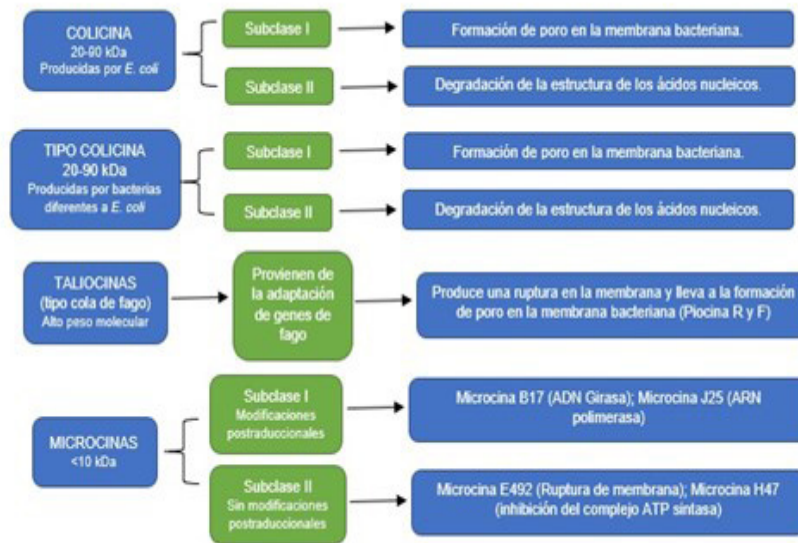 COLICINA
20-90 kDa
Producidas por E. coli
Subclase I
Formación de poro en la membrana bacteriana.
Subclase II
Degradación de la estructura de los ácidos nucleicos.
TIPO COLICINA
20-90 kDa
Producidas por bacterias
diferentes a E. coli
Subclase I
Formación de poro en la membrana bacteriana.
Subclase II
Degradación de la estructura de los ácidos nucleicos.
TALIOCINAS
(tipo cola de fago)
Alto peso molecular
Provienen de
la adaptación
de genes de
fago
Produce una ruptura en la membrana y lleva a la formación
de poro en la membrana bacteriana (Piocina R y F)
MICROCINAS
<10 kDa
Subclase I
Modificaciones
postraduccionales
Microcina B17 (ADN Girasa); Microcina J25 (ARN
polimerasa)
Subclase II
Sin modificaciones
postraduccionales
Microcina E492 (Ruptura de membrana); Microcina H47
(inhibición del complejo ATP sintasa)